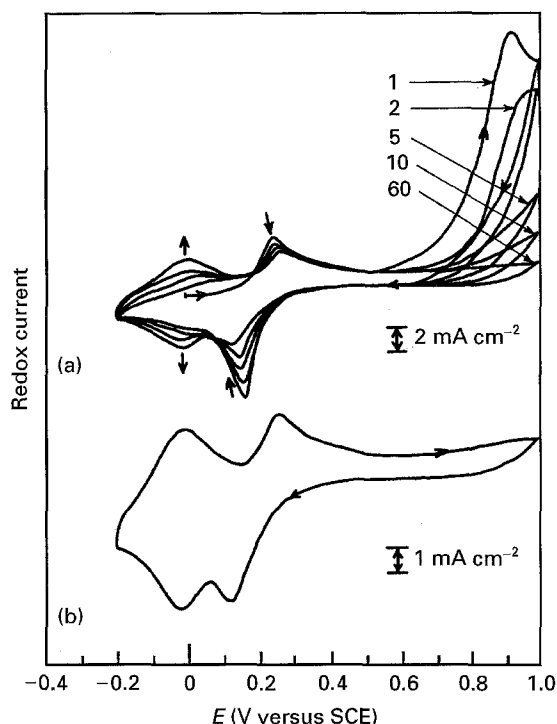 1
2
5
10
60
2 mA cm⁻²
(a)
Redox current
1 mA cm⁻²
(b)
−0.4 −0.2 0 0.2 0.4 0.6 0.8 1.0
E (V versus SCE)